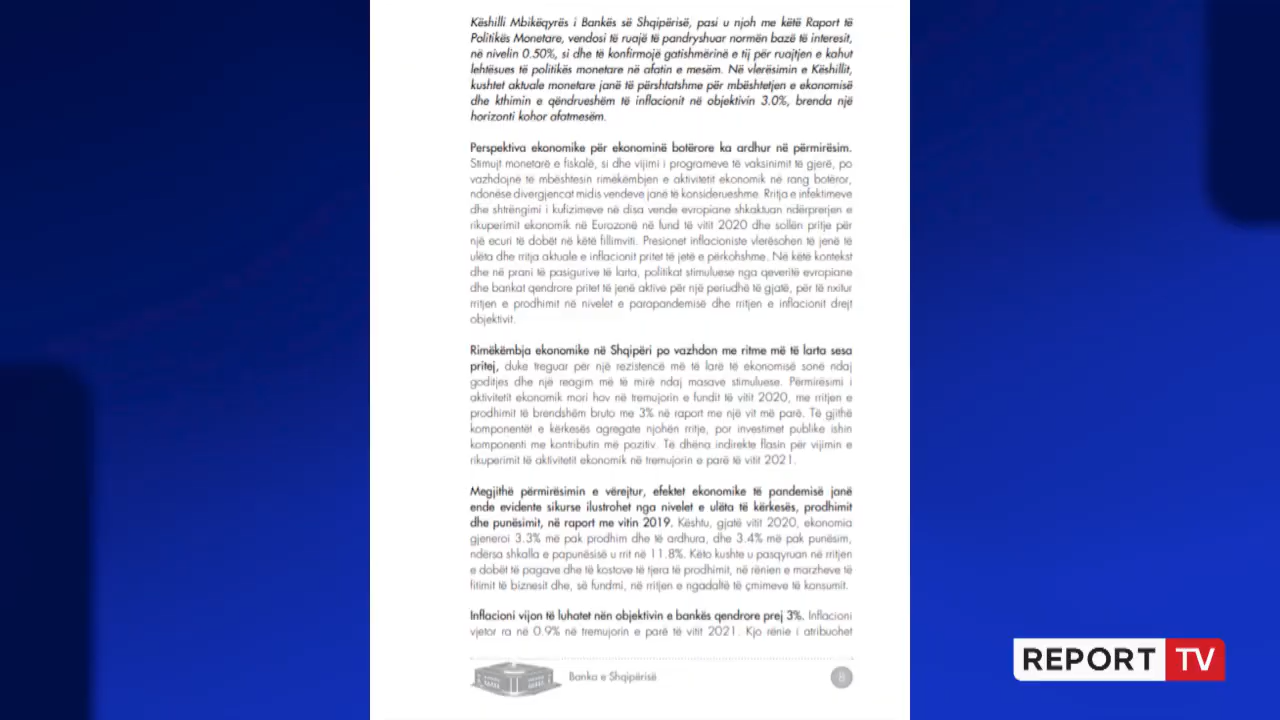 Këshilli Mbikëqyrës i Bankës së Shqipërisë, pasi u njoh me këtë Raport të
Politikës Monetare, vendosi të ruajë të pandryshuar normën bazë të interesit,
në nivelin 0.50%, si dhe të konfirmojë gatishmërinë e tij për ruajtjen e kahut
lehtësues të politikës monetare në afatin e mesëm. Në vlerësimin e Këshillit,
kushtet aktuale monetare janë të përshtatshme për mbështetjen e ekonomisë
dhe kthimin e qëndrueshëm të inflacionit në objektivin 3.0%, brenda një
horizonti kohor afatmesëm.
Perspektiva ekonomike për ekonominë botërore ka ardhur në përmirësim.
Stimujt monetarë e fiskalë, si dhe vijimi i programeve të vaksinimit të gjerë, po
vazhdojnë të mbështesin rimëkëmbjen e aktivitetit ekonomik në rang botëror,
ndonëse divergjencat midis vendeve janë të konsiderueshme. Rritja e infektimeve
dhe shtrëngimi i kufizimeve në disa vende evropiane shkaktuan ndërprerjen e
rikuperimit ekonomik në Eurozonë në fund të vitit 2020 dhe sollën pritje për
një ecuri të dobët në këtë fillimviti. Presionet inflacioniste vlerësohen të jenë të
ulëta dhe rritja aktuale e inflacionit pritet të jetë e përkohshme. Në këtë kontekst
dhe në prani të pasigurive të larta, politikat stimuluese nga qeveritë evropiane
dhe bankat qendrore pritet të jenë aktive për një periudhë të gjatë, për të nxitur
rritjen e prodhimit në nivelet e parapandemisë dhe rritjen e inflacionit drejt
objektivit.
Rimëkëmbja ekonomike në Shqipëri po vazhdon me ritme më të larta sesa
pritej, duke treguar për një rezistencë më të lartë të ekonomisë sonë ndaj
goditjes dhe një reagim më të mirë ndaj masave stimuluese. Përmirësimi i
aktivitetit ekonomik mori hov në tremujorin e fundit të vitit 2020, me rritjen e
prodhimit të brendshëm bruto me 3% në raport me një vit më parë. Të gjithë
komponentët e kërkesës agregate njohën rritje, por investimet publike ishin
komponenti me kontributin më pozitiv. Të dhëna indirekte flasin për vijimin e
rikuperimit të aktivitetit ekonomik në tremujorin e parë të vitit 2021.
Megjithë përmirësimin e vërejtur, efektet ekonomike të pandemisë janë
ende evidente sikurse ilustrohet nga nivelet e ulëta të kërkesës, prodhimit
dhe punësimit, në raport me vitin 2019. Kështu, gjatë vitit 2020, ekonomia
gjeneroi 3.3% më pak prodhim dhe të ardhura, dhe 3.4% më pak punësim,
ndërsa shkalla e papunësisë u rrit në 11.8%. Këto kushte u pasqyruan në rritjen
e dobët të pagave dhe të kostove të tjera të prodhimit, në rënien e marzheve të
fitimit të biznesit dhe, së fundmi, në rritjen e ngadaltë të çmimeve të konsumit.
Inflacioni vijon të luhatet nën objektivin e bankës qendrore prej 3%. Inflacioni
vjetor ra në 0.9% në tremujorin e parë të vitit 2021. Kjo rënie i atribuohet
Banka e Shqipërisë
8
REPORT TV